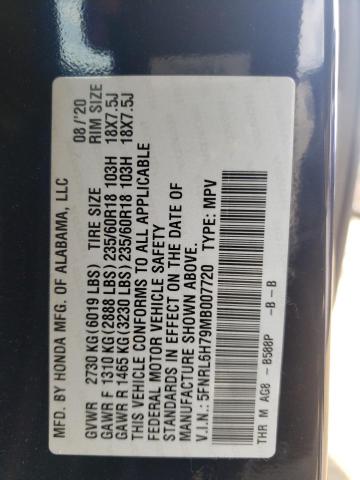 MFD. BY HONDA MFG. OF ALABAMA, LLC 08/'20
GVWR 2730 KG(6019 LBS) TIRE SIZE RIM SIZE
GAWR F 1310 KG(2888 LBS)235/60R18 103H 18X7.5J
GAWR R 1465 KG(3230 LBS)235/60R18 103H 18X7.5J
THIS VEHICLE CONFORMS TO ALL APPLICABLE
FEDERAL MOTOR VEHICLE SAFETY
STANDARDS IN EFFECT ON THE DATE OF
MANUFACTURE SHOWN ABOVE.
V.I.N.: 5FNRL6H79MB007720 TYPE: MPV
THR M AG8 - B588P -B-B